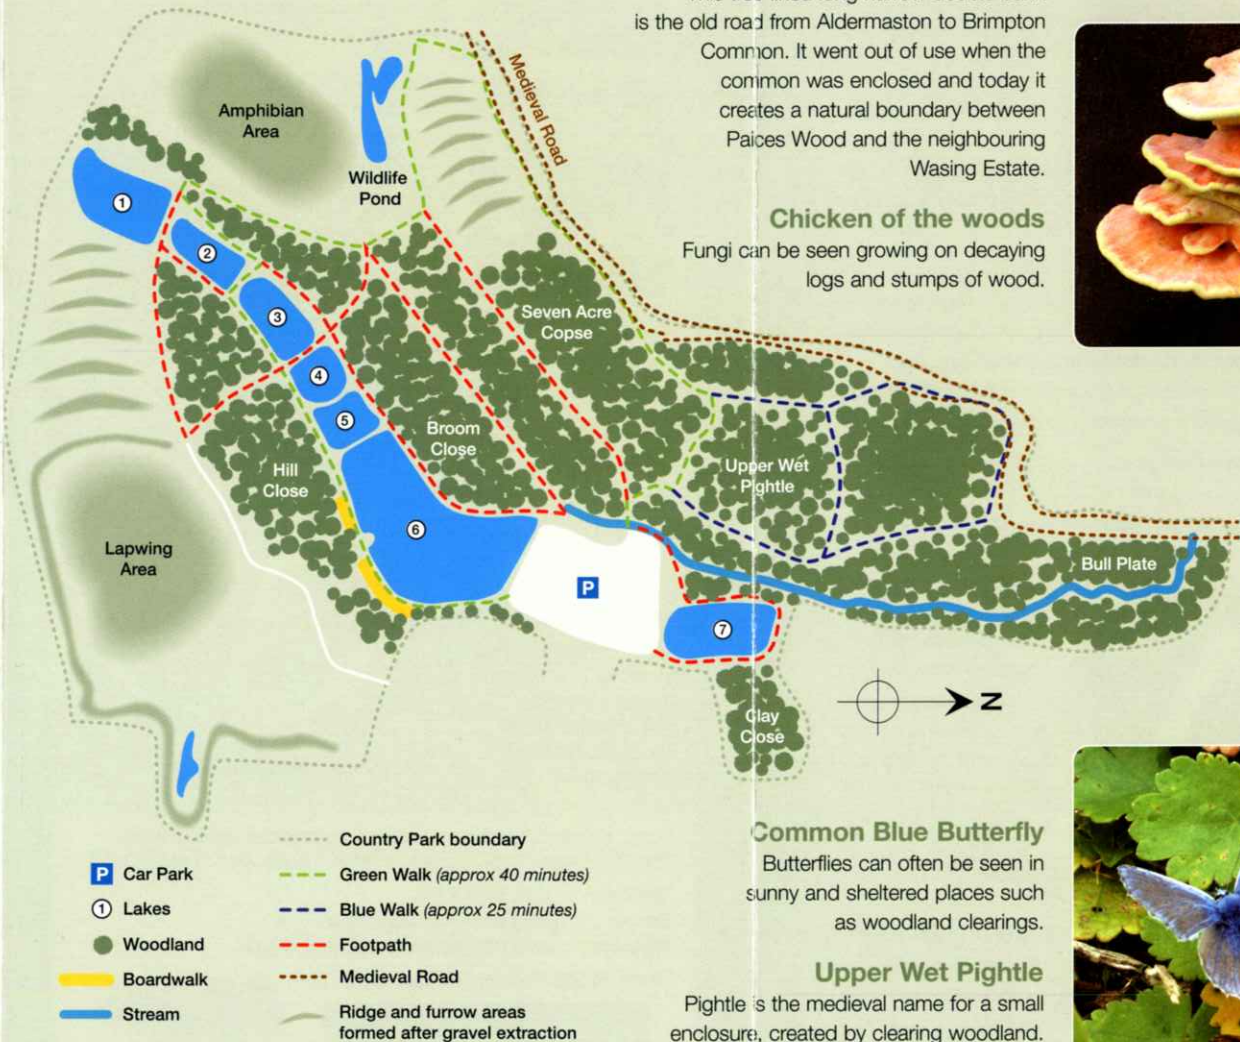 is the old road from Aldermaston to Brimpton
Common. It went out of use when the
common was enclosed and today it
creates a natural boundary between
Paices Wood and the neighbouring
Wasing Estate.
Chicken of the woods
Fungi can be seen growing on decaying
logs and stumps of wood.
Medieval Road
Amphibian
Area
Wildlife
Pond
1
2
3
4
5
6
7
Seven Acre
Copse
Broom
Close
Hill
Close
Upper Wet
Pightle
Lapwing
Area
P
Bull Plate
Clay
Close
N
P Car Park
1 Lakes
Woodland
Boardwalk
Stream
Country Park boundary
Green Walk (approx 40 minutes)
Blue Walk (approx 25 minutes)
Footpath
Medieval Road
Ridge and furrow areas
formed after gravel extraction
Common Blue Butterfly
Butterflies can often be seen in
sunny and sheltered places such
as woodland clearings.
Upper Wet Pightle
Pightle is the medieval name for a small
enclosure, created by clearing woodland.